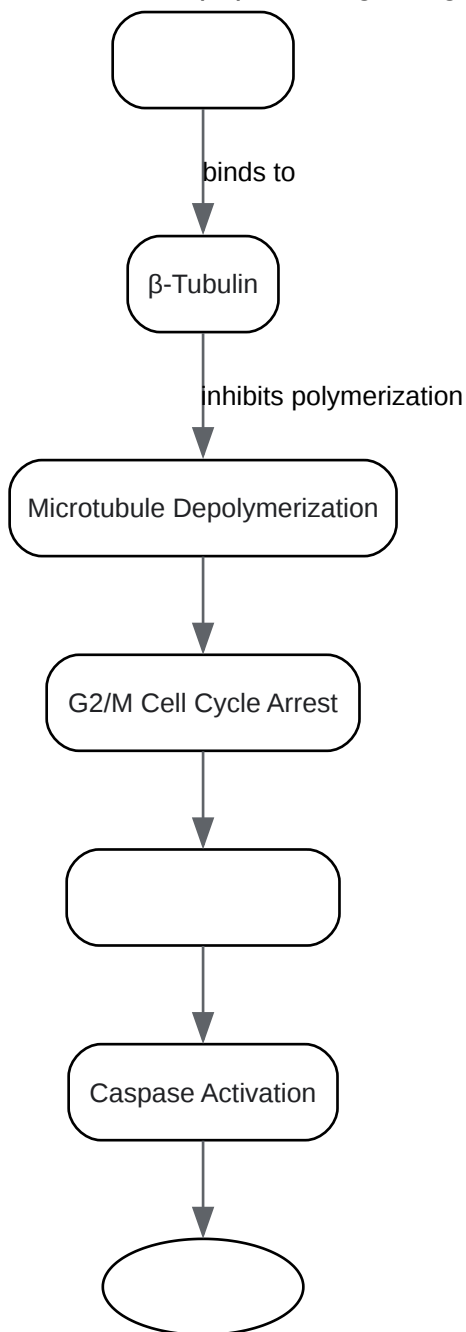 binds to
β-Tubulin
inhibits polymerization
Microtubule Depolymerization
G2/M Cell Cycle Arrest
Caspase Activation